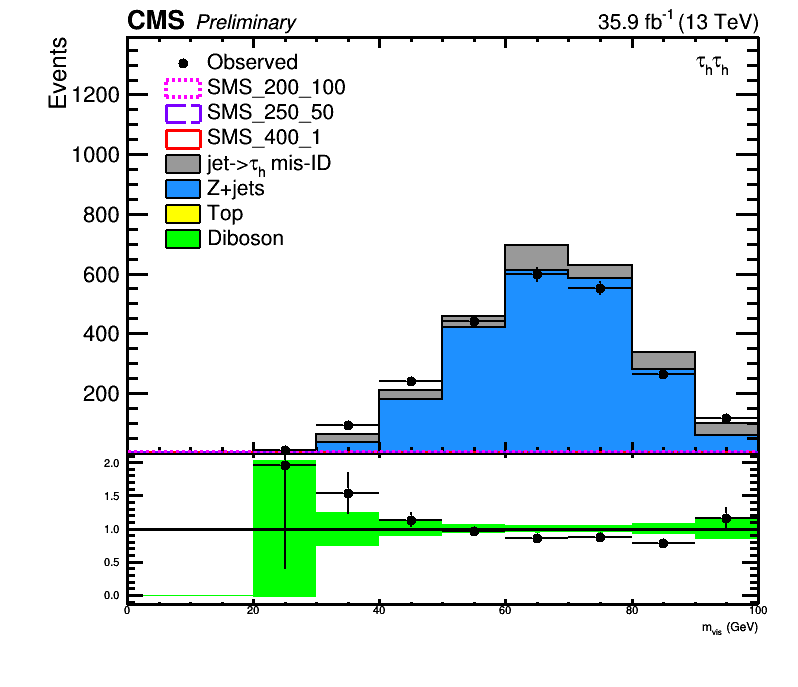 CMS Preliminary 35.9 fb⁻¹ (13 TeV)
Events
τₕτₕ
Observed
SMS_200_100
SMS_250_50
SMS_400_1
jet->τₕ mis-ID
Z+jets
Top
Diboson
1200
1000
800
600
400
200
2.0
1.5
1.0
0.5
0.0
0 20 40 60 80 100
m_vis (GeV)